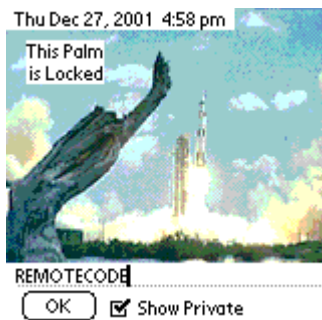 Thu Dec 27, 2001 4:58 pm
This Palm
is Locked
REMOTECODE
OK Show Private